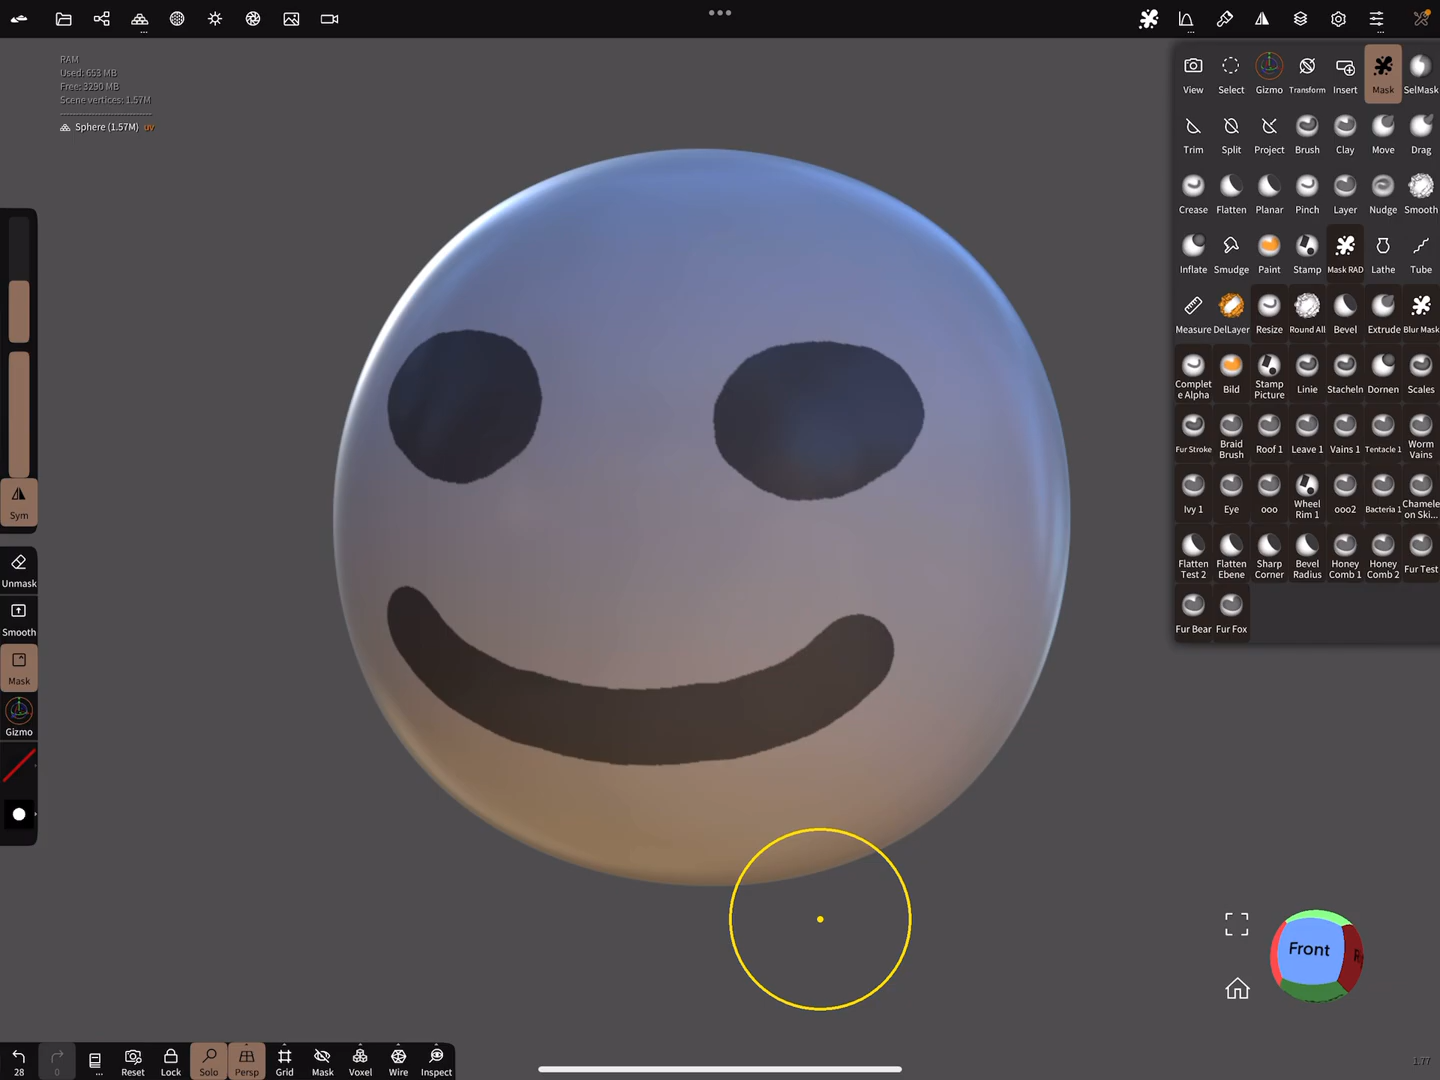 RAM
Used: 653 MB
Free: 3290 MB
Scene vertices: 1.57M
Sphere (1.57M) uv
View Select Gizmo Transform Insert Mask SelMask
Trim Split Project Brush Clay Move Drag
Crease Flatten Planar Pinch Layer Nudge Smooth
Inflate Smudge Paint Stamp Mask RAD Lathe Tube
Measure DelLayer Resize Round All Bevel Extrude Blur Mask
Complet
e Alpha
Bild
Stamp
Picture
Linie Stacheln Dornen Scales
Fur Stroke
Braid
Brush
Roof 1 Leave 1 Vains 1 Tentacle 1
Worm
Vains
Ivy 1 Eye ooo
Wheel
Rim 1
ooo2 Bacteria 1
Chamele
on Ski...
Flatten
Test 2
Flatten
Ebene
Sharp
Corner
Bevel
Radius
Honey
Comb 1
Honey
Comb 2
Fur Test
Fur Bear Fur Fox
Sym
Unmask
Smooth
Mask
Gizmo
Front
28 0 ... Reset Lock Solo Persp Grid Mask Voxel Wire Inspect
1.77